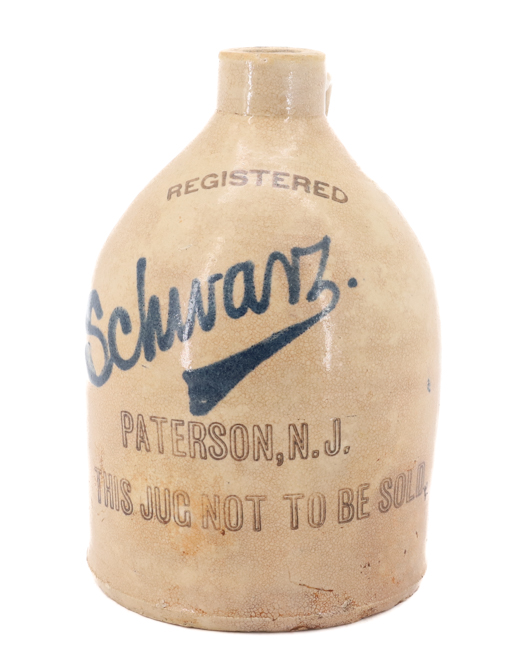 REGISTERED
Schwarz.
PATERSON, N.J.
THIS JUG NOT TO BE SOLD.